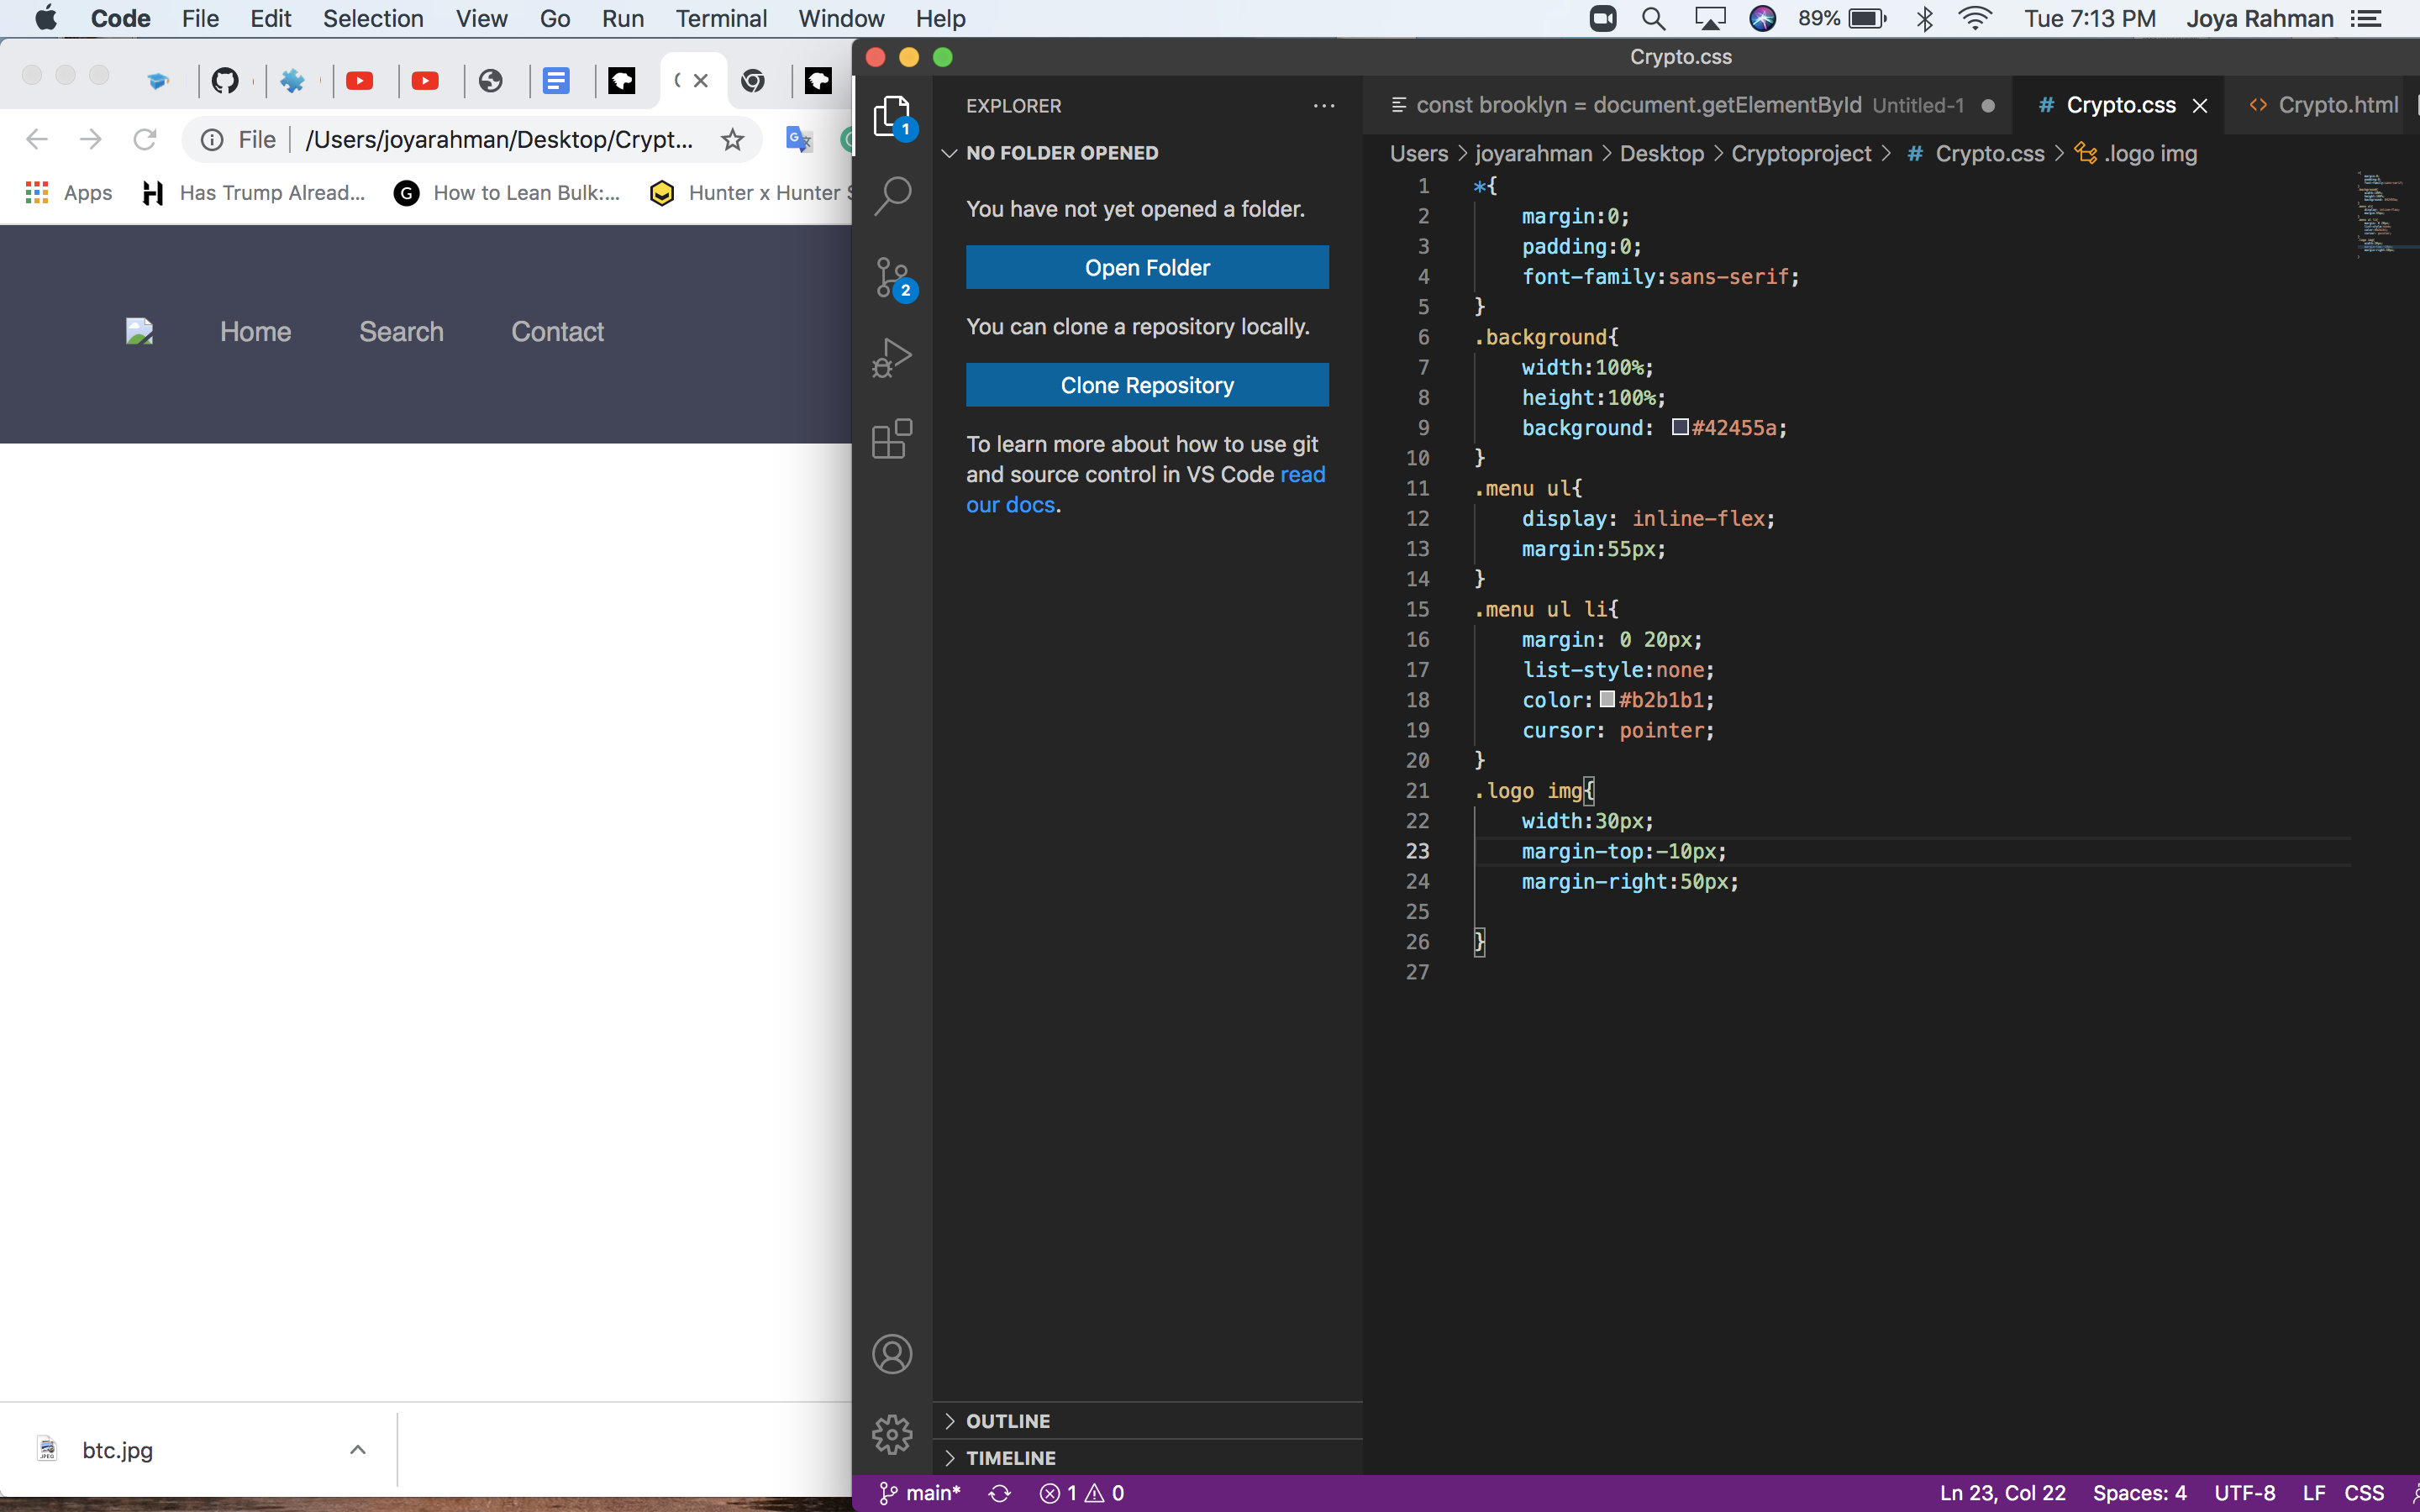 Code File Edit Selection View Go Run Terminal Window Help 89% Tue 7:13 PM Joya Rahman
File /Users/joyarahman/Desktop/Crypt...
Apps Has Trump Alread... How to Lean Bulk:... Hunter x Hunter
Home Search Contact
btc.jpg
Crypto.css
EXPLORER
NO FOLDER OPENED
You have not yet opened a folder.
Open Folder
You can clone a repository locally.
Clone Repository
To learn more about how to use git
and source control in VS Code read
our docs.
1
2
OUTLINE
TIMELINE
const brooklyn = document.getElementById Untitled-1 # Crypto.css <> Crypto.html
Users > joyarahman > Desktop > Cryptoproject > # Crypto.css > .logo img
1 *{
2 margin:0;
3 padding:0;
4 font-family:sans-serif;
5 }
6 .background{
7 width:100%;
8 height:100%;
9 background: #42455a;
10 }
11 .menu ul{
12 display: inline-flex;
13 margin:55px;
14 }
15 .menu ul li{
16 margin: 0 20px;
17 list-style:none;
18 color: #b2b1b1;
19 cursor: pointer;
20 }
21 .logo img{
22 width:30px;
23 margin-top:-10px;
24 margin-right:50px;
25
26 }
27
main* 1 0 Ln 23, Col 22 Spaces: 4 UTF-8 LF CSS